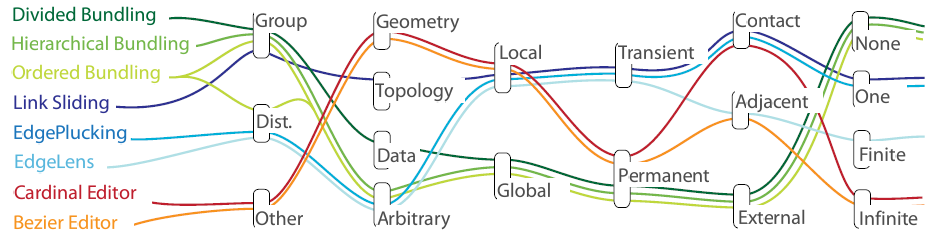 Divided Bundling
Hierarchical Bundling
Ordered Bundling
Link Sliding
EdgePlucking
EdgeLens
Cardinal Editor
Bezier Editor
Group
Dist.
Other
Geometry
Topology
Data
Arbitrary
Local
Global
Transient
Permanent
Contact
Adjacent
External
None
One
Finite
Infinite